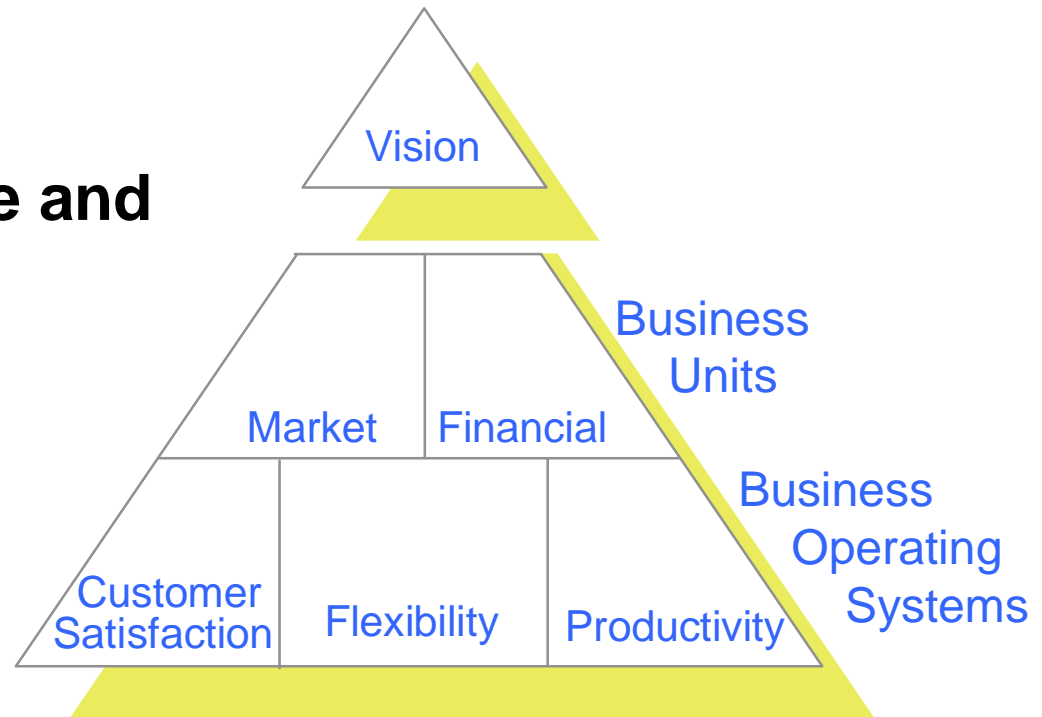 Vision
e and
Business
Units
Market Financial
Business
Operating
Systems
Customer
Satisfaction
Flexibility
Productivity